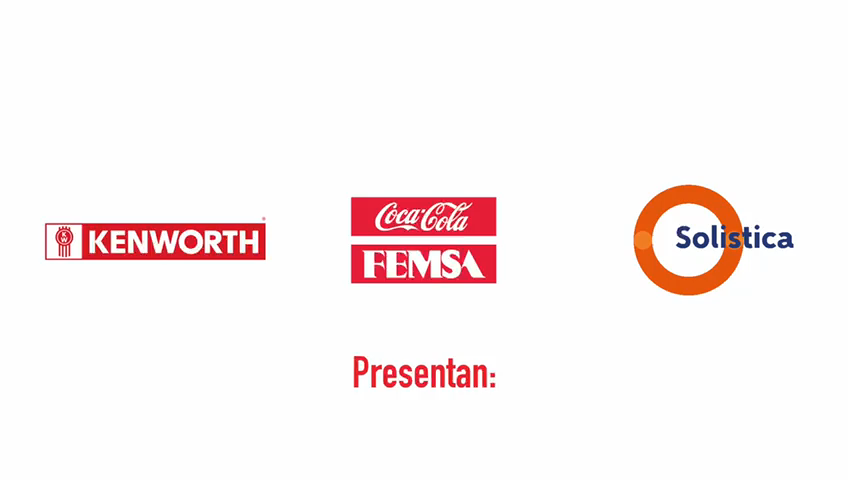 KENWORTH
Coca-Cola
FEMSA
Solistica
Presentan: